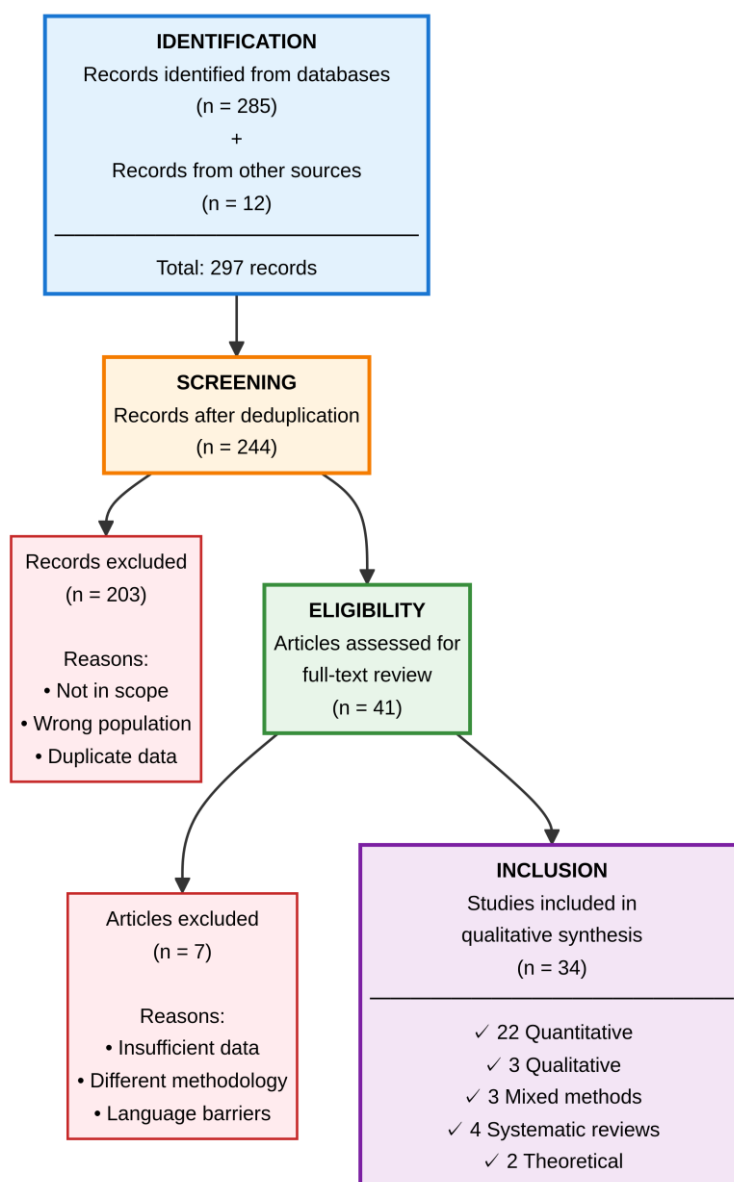 IDENTIFICATION
Records identified from databases
(n = 285)
+
Records from other sources
(n = 12)
Total: 297 records
SCREENING
Records after deduplication
(n = 244)
Records excluded
(n = 203)
Reasons:
• Not in scope
• Wrong population
• Duplicate data
ELIGIBILITY
Articles assessed for
full-text review
(n = 41)
Articles excluded
(n = 7)
Reasons:
• Insufficient data
• Different methodology
• Language barriers
INCLUSION
Studies included in
qualitative synthesis
(n = 34)
✓ 22 Quantitative
✓ 3 Qualitative
✓ 3 Mixed methods
✓ 4 Systematic reviews
✓ 2 Theoretical